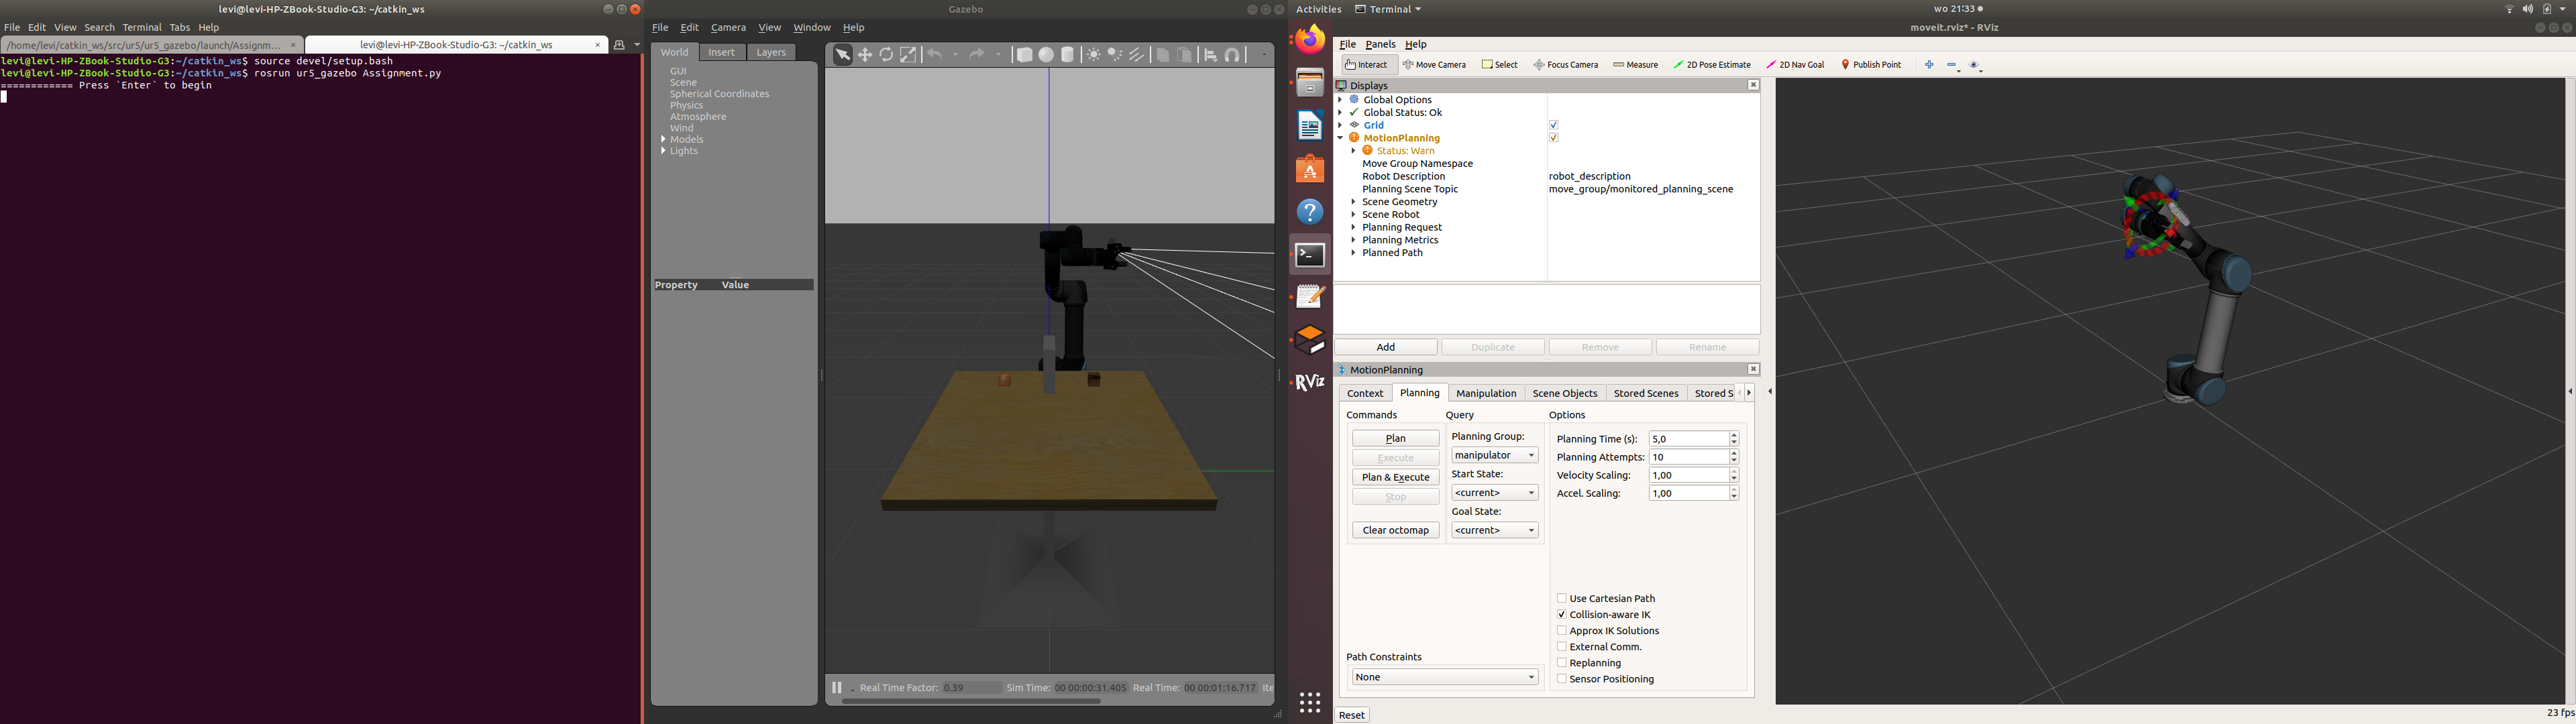 levi@levi-HP-ZBook-Studio-G3: ~/catkin_ws
File Edit View Search Terminal Tabs Help
/home/levi/catkin_ws/src/ur5/ur5_gazebo/launch/Assignm... ×
levi@levi-HP-ZBook-Studio-G3: ~/catkin_ws ×
levi@levi-HP-ZBook-Studio-G3:~/catkin_ws$ source devel/setup.bash
levi@levi-HP-ZBook-Studio-G3:~/catkin_ws$ rosrun ur5_gazebo Assignment.py
============ Press `Enter` to begin
Gazebo
File Edit Camera View Window Help
World Insert Layers
GUI
Scene
Spherical Coordinates
Physics
Atmosphere
Wind
Models
Lights
Property Value
Real Time Factor: 0.39 Sim Time: 00 00:00:31.405 Real Time: 00 00:01:16.717 Ite
Activities Terminal
wo 21:33
RViz
moveit.rviz* - RViz
File Panels Help
Interact Move Camera Select Focus Camera Measure 2D Pose Estimate 2D Nav Goal Publish Point
Displays
Global Options
Global Status: Ok
Grid
MotionPlanning
Status: Warn
Move Group Namespace
Robot Description robot_description
Planning Scene Topic move_group/monitored_planning_scene
Scene Geometry
Scene Robot
Planning Request
Planning Metrics
Planned Path
Add Duplicate Remove Rename
MotionPlanning
Context Planning Manipulation Scene Objects Stored Scenes Stored S
Commands
Plan
Execute
Plan & Execute
Stop
Clear octomap
Query
Planning Group:
manipulator
Start State:
<current>
Goal State:
<current>
Options
Planning Time (s): 5,0
Planning Attempts: 10
Velocity Scaling: 1,00
Accel. Scaling: 1,00
Use Cartesian Path
Collision-aware IK
Approx IK Solutions
External Comm.
Replanning
Sensor Positioning
Path Constraints
None
Reset
23 fps